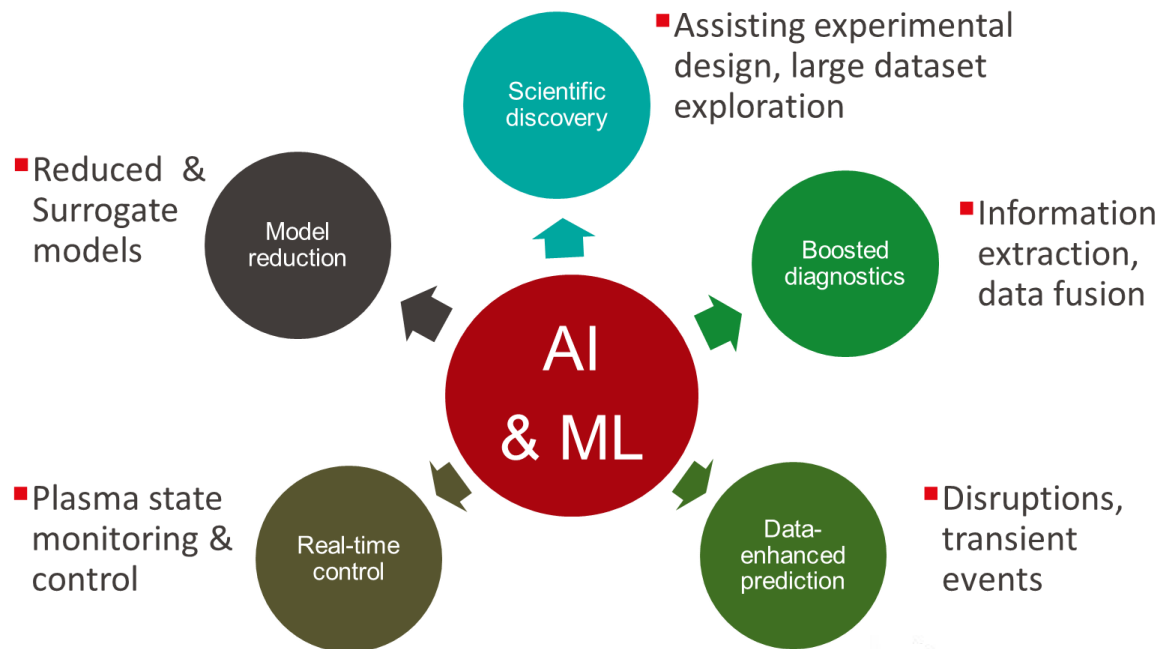 Scientific
discovery
Assisting experimental
design, large dataset
exploration
Reduced &
Surrogate
models
Model
reduction
Boosted
diagnostics
Information
extraction,
data fusion
AI
& ML
Plasma state
monitoring &
control
Real-time
control
Data-
enhanced
prediction
Disruptions,
transient
events